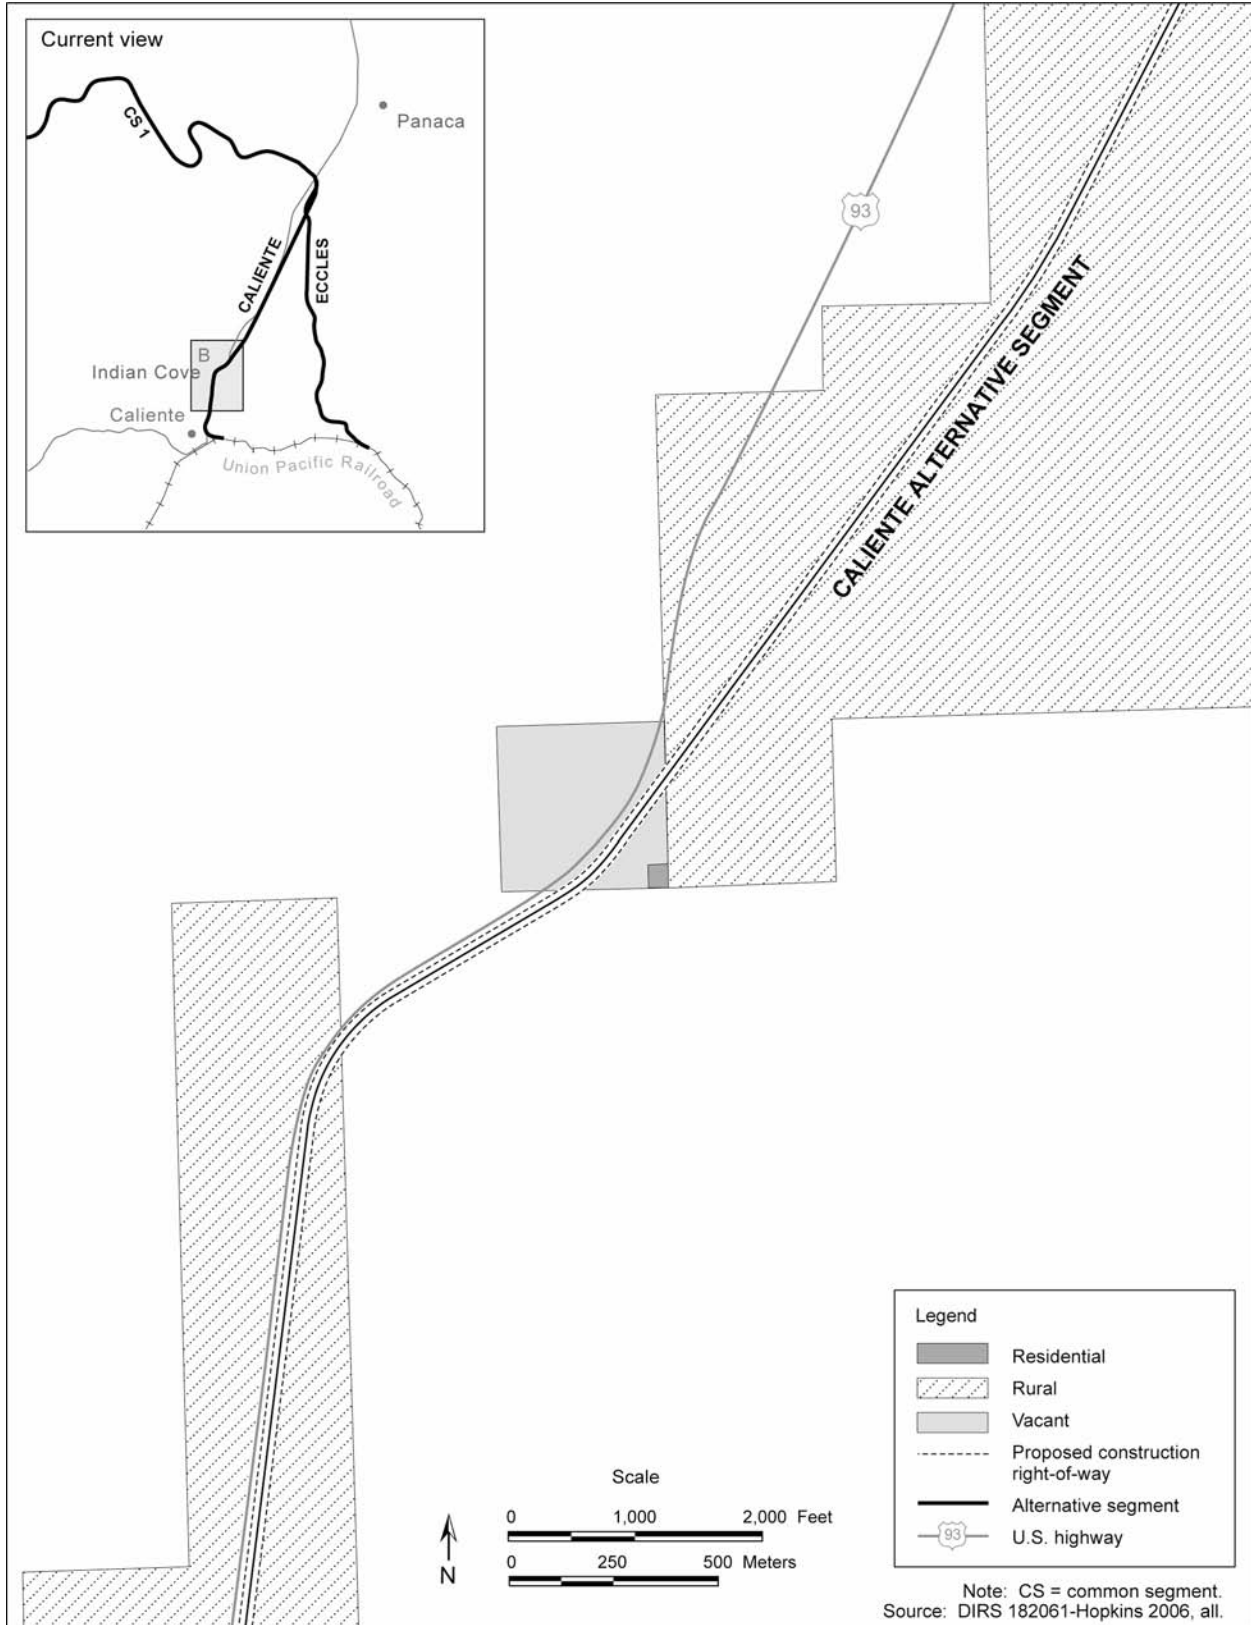 Current view
Panaca
CS 1
CALIENTE
ECCLES
B
Indian Cove
Caliente
Union Pacific Railroad
93
CALIENTE ALTERNATIVE SEGMENT
Legend
Residential
Rural
Vacant
Proposed construction
right-of-way
Alternative segment
93 U.S. highway
Scale
0 1,000 2,000 Feet
0 250 500 Meters
N
Note: CS = common segment.
Source: DIRS 182061-Hopkins 2006, all.